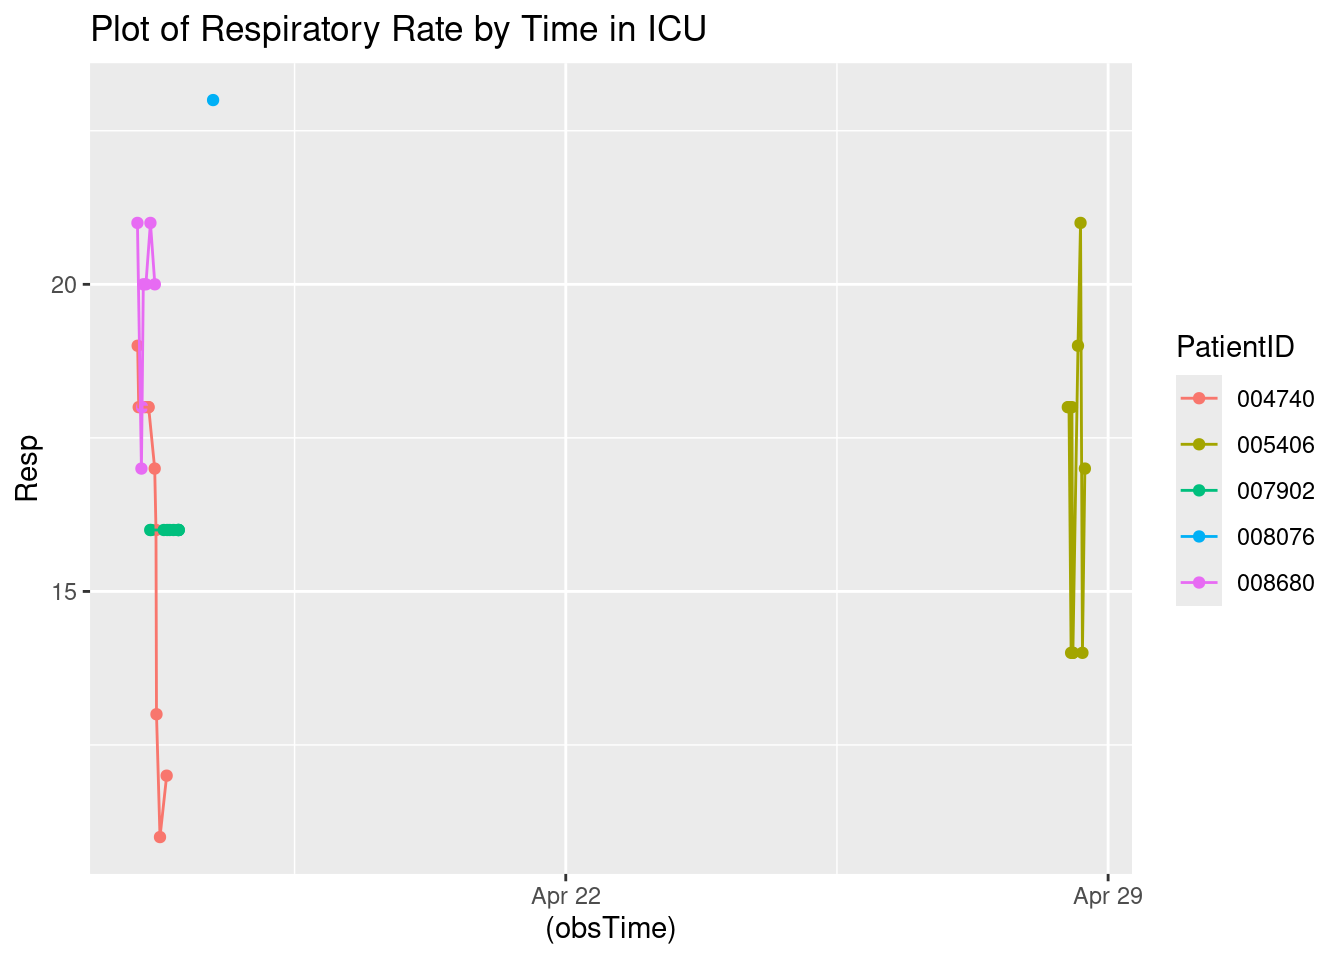 Plot of Respiratory Rate by Time in ICU
20
15
Resp
Apr 22
Apr 29
(obsTime)
PatientID
004740
005406
007902
008076
008680